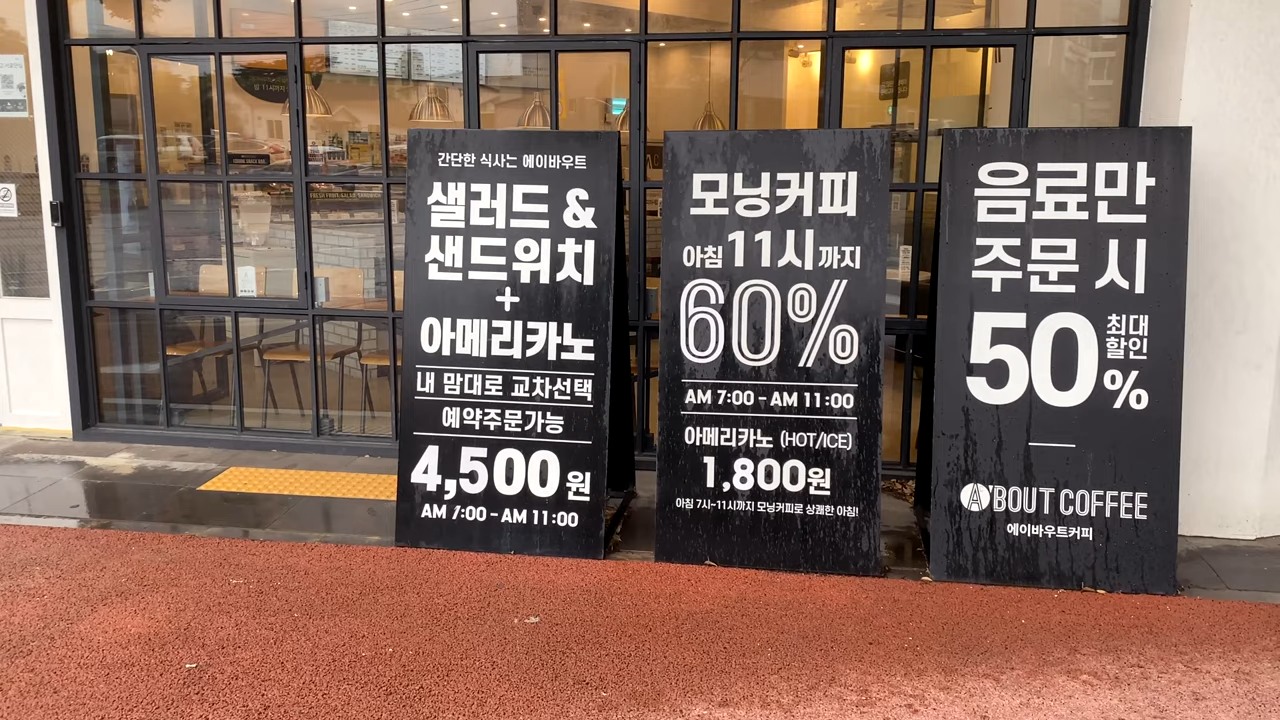 간단한 식사는 에이바우트
샐러드 &
샌드위치
+
아메리카노
내 맘대로 교차선택
예약주문가능
4,500원
AM 7:00 - AM 11:00
모닝커피
아침 11시까지
60%
AM 7:00 - AM 11:00
아메리카노 (HOT/ICE)
1,800원
아침 7시~11시까지 모닝커피로 상쾌한 아침!
음료만
주문 시
50%
최대
할인
A'BOUT COFFEE
에이바우트커피